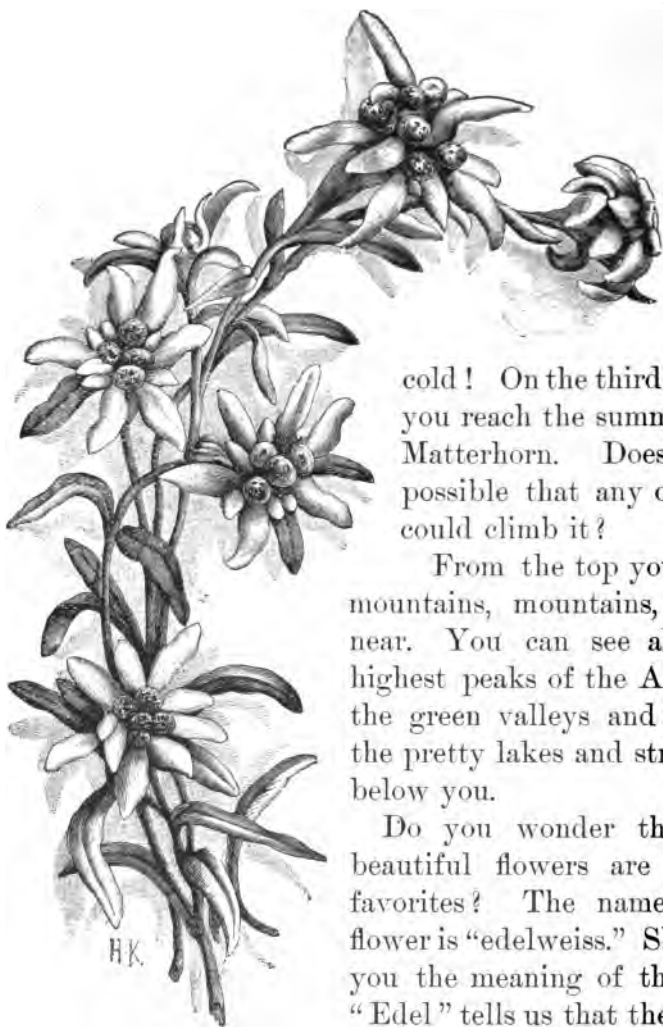 cold ! On the third
you reach the summ
Matterhorn. Does
possible that any
could climb it?
From the top yo
mountains, mountains,
near. You can see a
highest peaks of the A
the green valleys and
the pretty lakes and str
below you.
Do you wonder th
beautiful flowers are
favorites? The name
flower is “edelweiss.” S
you the meaning of th
“Edel” tells us that the
H.K.